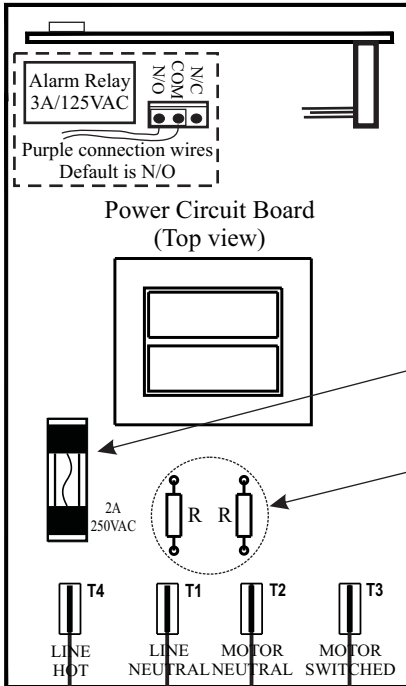 Alarm Relay
3A/125VAC
N/O
COM
N/C
Purple connection wires
Default is N/O
Power Circuit Board
(Top view)
2A
250VAC
R R
T4 T1 T2 T3
LINE HOT
LINE NEUTRAL
MOTOR NEUTRAL
MOTOR SWITCHED